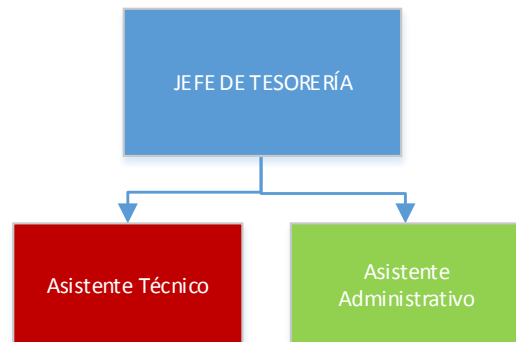 JEFE DE TESORERÍA
Asistente Técnico
Asistente
Administrativo